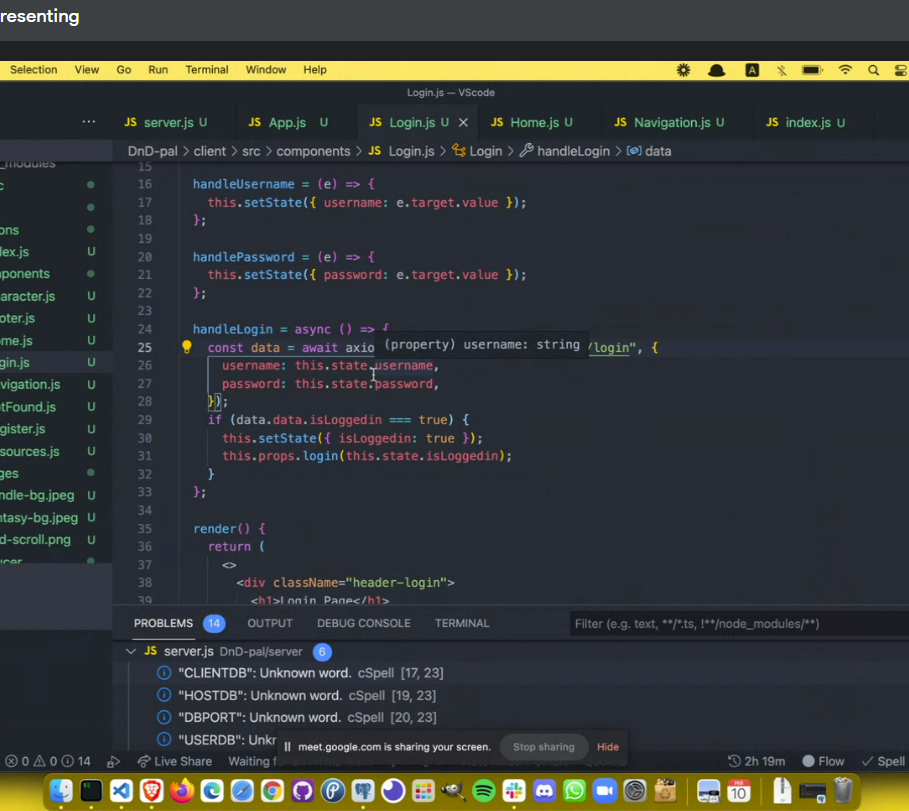 resenting
Selection View Go Run Terminal Window Help
A
Login.js — VScode
... JS server.js U JS App.js U JS Login.js U × JS Home.js U JS Navigation.js U JS index.js U
DnD-pal > client > src > components > JS Login.js > Login > handleLogin > data
_modules
c
ons
lex.js U
ponents
aracter.js U
oter.js U
me.js U
gin.js U
vigation.js U
tFound.js U
gister.js U
sources.js U
ges
ndle-bg.jpeg U
ntasy-bg.jpeg U
d-scroll.png U
ucer
15
16 handleUsername = (e) => {
17 this.setState({ username: e.target.value });
18 };
19
20 handlePassword = (e) => {
21 this.setState({ password: e.target.value });
22 };
23
24 handleLogin = async () => {
(property) username: string
25 const data = await axio /login", {
26 username: this.state.username,
27 password: this.state.password,
28 });
29 if (data.data.isLoggedin === true) {
30 this.setState({ isLoggedin: true });
31 this.props.login(this.state.isLoggedin);
32 }
33 };
34
35 render() {
36 return (
37 <>
38 <div className="header-login">
39 <h1>Login Page</h1>
PROBLEMS 14 OUTPUT DEBUG CONSOLE TERMINAL Filter (e.g. text, **/*.ts, !**/node_modules/**)
JS server.js DnD-pal/server 6
"CLIENTDB": Unknown word. cSpell [17, 23]
"HOSTDB": Unknown word. cSpell [19, 23]
"DBPORT": Unknown word. cSpell [20, 23]
"USERDB": Unkr
meet.google.com is sharing your screen. Stop sharing Hide
0 0 14 Live Share Waiting fo 2h 19m Flow Spell
FEB
10